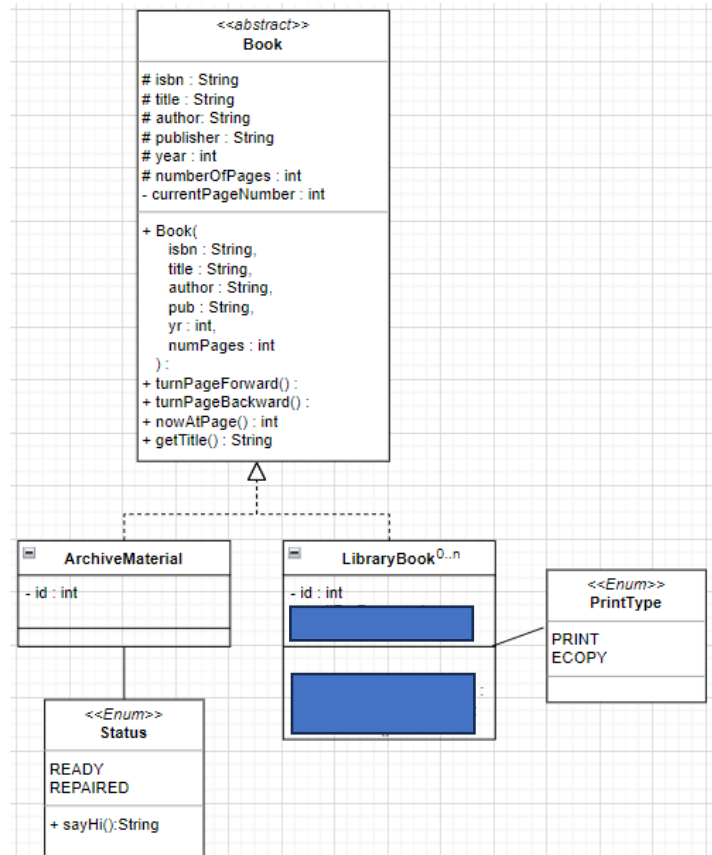 <<abstract>>
Book
# isbn : String
# title : String
# author: String
# publisher : String
# year : int
# numberOfPages : int
- currentPageNumber : int
+ Book(
isbn : String,
title : String,
author : String,
pub : String,
yr : int,
numPages : int
) :
+ turnPageForward() :
+ turnPageBackward() :
+ nowAtPage() : int
+ getTitle() : String
ArchiveMaterial
- id : int
LibraryBook0..n
- id : int
:
<<Enum>>
PrintType
PRINT
ECOPY
<<Enum>>
Status
READY
REPAIRED
+ sayHi():String